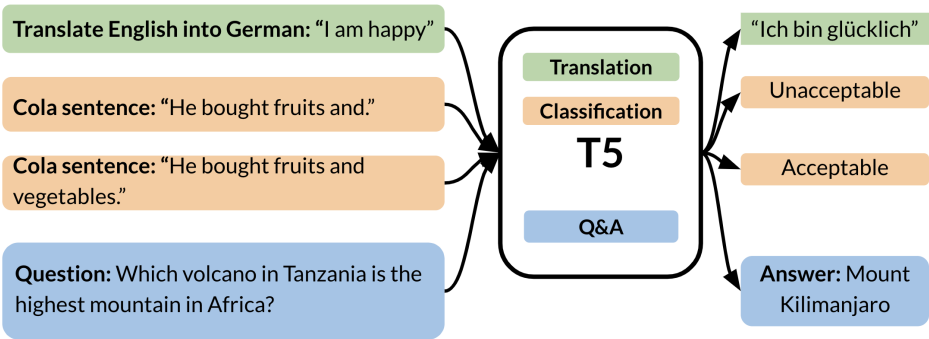 Translate English into German: “I am happy”
Cola sentence: “He bought fruits and.”
Cola sentence: “He bought fruits and
vegetables.”
Question: Which volcano in Tanzania is the
highest mountain in Africa?
Translation
Classification
T5
Q&A
“Ich bin glücklich”
Unacceptable
Acceptable
Answer: Mount
Kilimanjaro